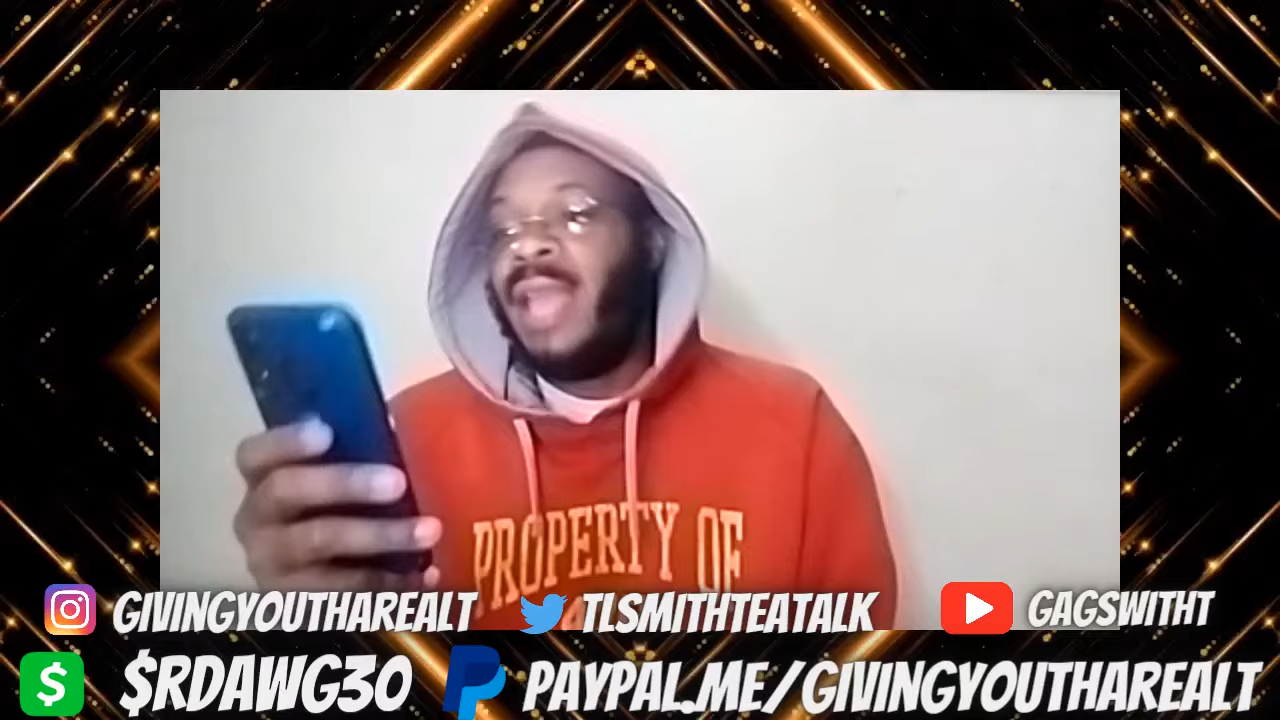 PROPERTY OF
GIVINGYOUTHAREALT TLSMITHTEATALK GAGSWITHT
$RDAWG30 PAYPAL.ME/GIVINGYOUTHAREALT